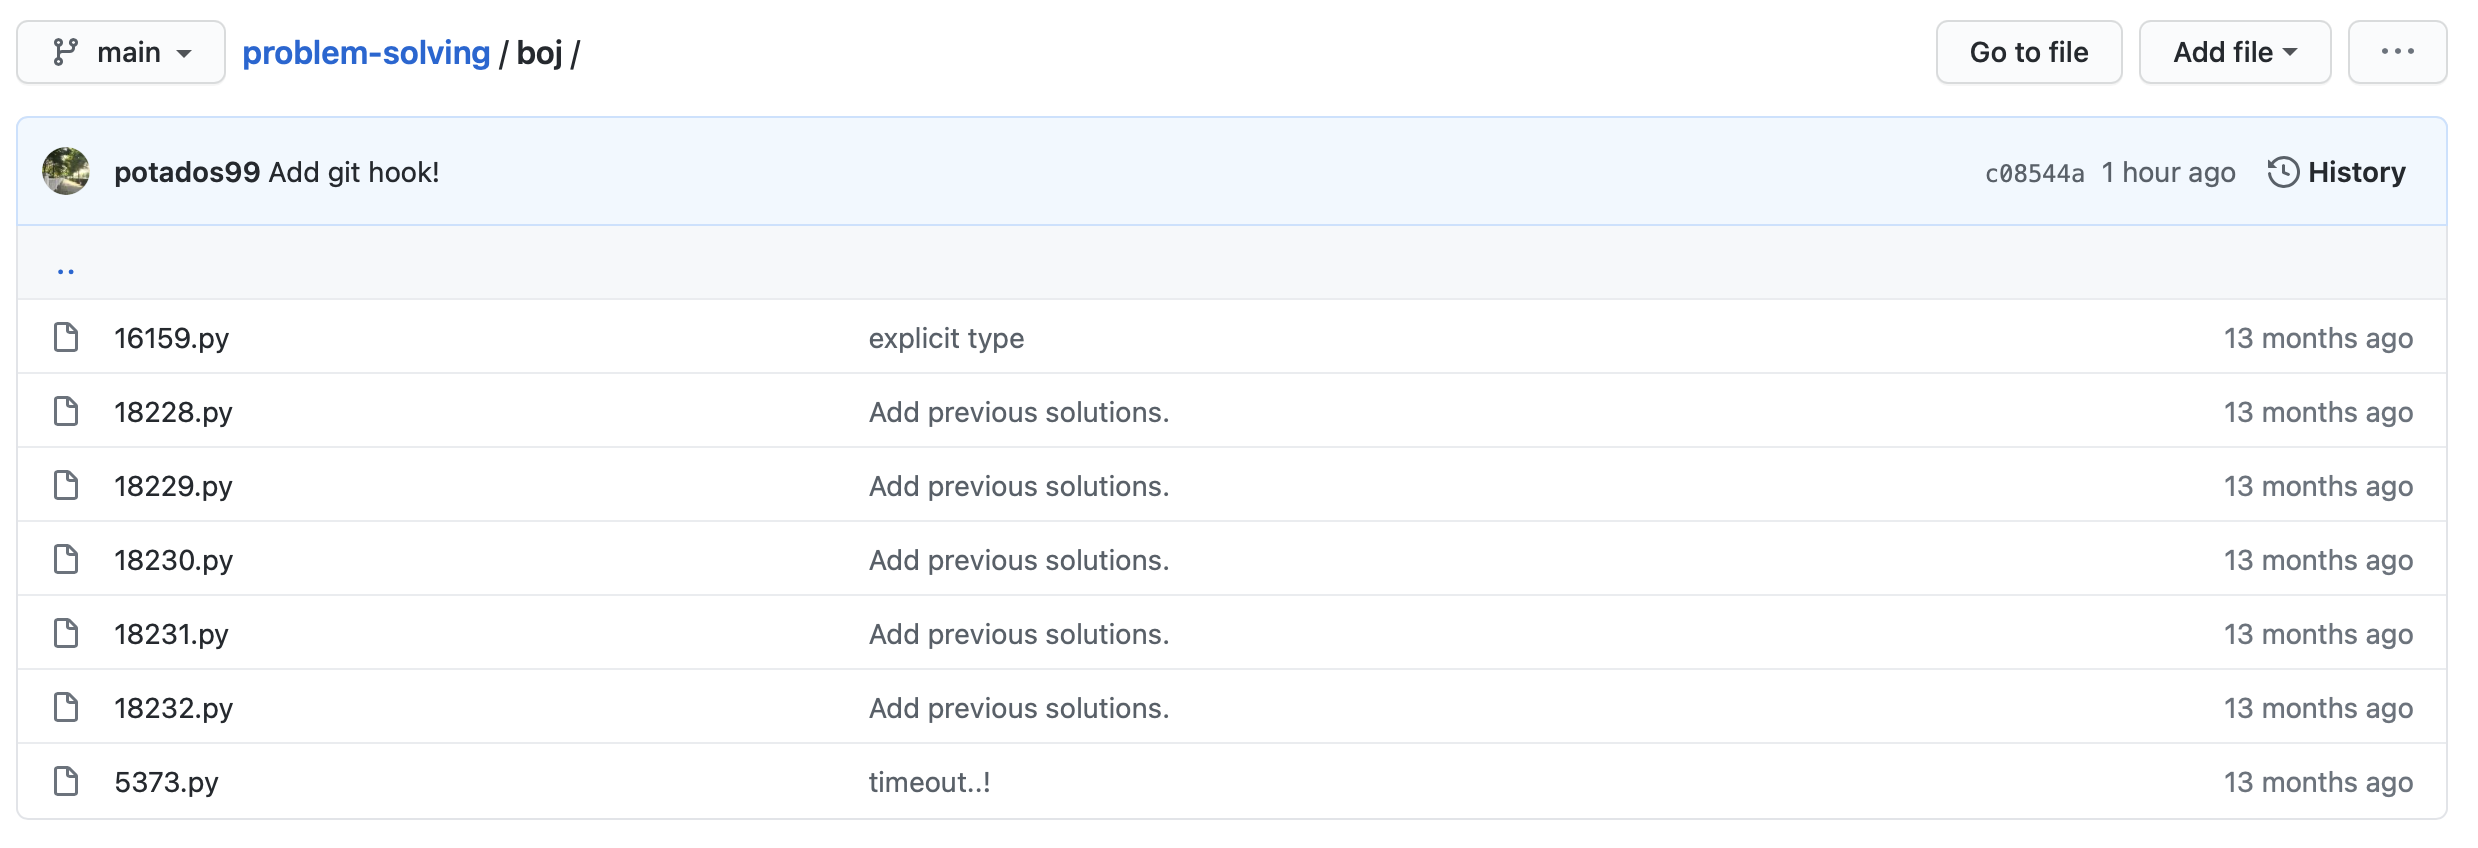 main problem-solving / boj / Go to file Add file ...
potados99 Add git hook! c08544a 1 hour ago History
..
16159.py explicit type 13 months ago
18228.py Add previous solutions. 13 months ago
18229.py Add previous solutions. 13 months ago
18230.py Add previous solutions. 13 months ago
18231.py Add previous solutions. 13 months ago
18232.py Add previous solutions. 13 months ago
5373.py timeout..! 13 months ago